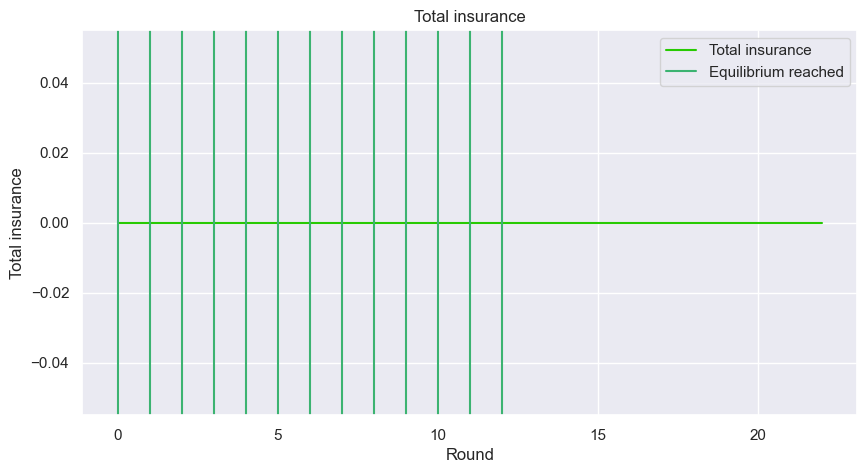 Total insurance
Total insurance
Equilibrium reached
0.04
0.02
0.00
−0.02
−0.04
Total insurance
0
5
10
15
20
Round